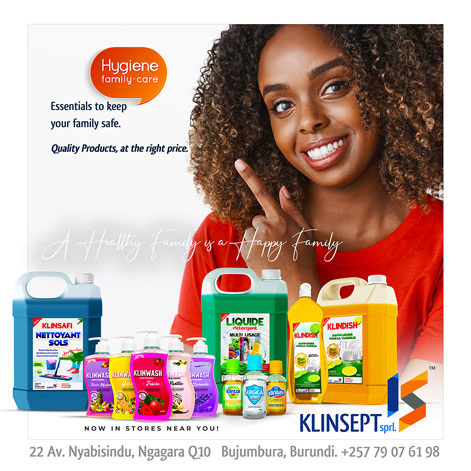 Hygiene
family-care
Essentials to keep
your family safe.
Quality Products, at the right price.
A Healthy Family is a Happy Family
KLINSAFI
NETTOYANT
SOLS
KLINWASH
KLINWASH
LIQUIDE
détergent
MULTI USAGE
KLINDISH
KLINDISH
NOW IN STORES NEAR YOU!
KLINSEPT sprl.
TM
22 Av. Nyabisindu, Ngagara Q10 Bujumbura, Burundi. +257 79 07 61 98